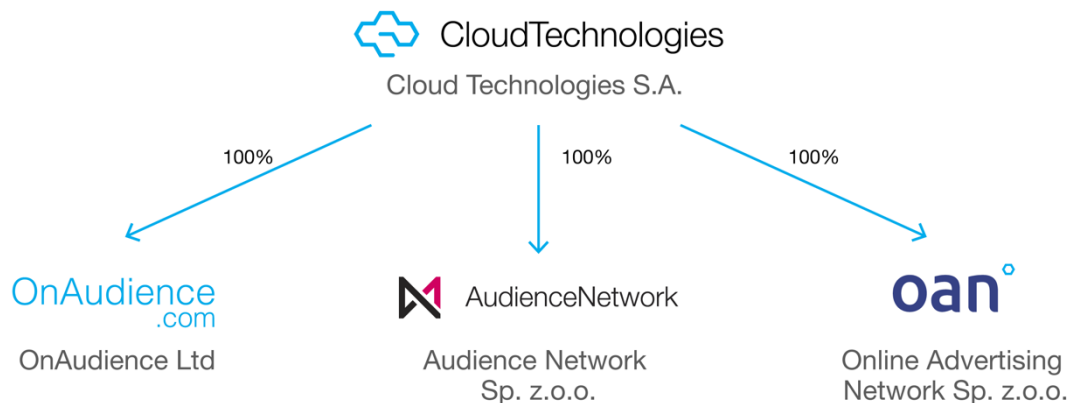 CloudTechnologies
Cloud Technologies S.A.
100%
100%
100%
OnAudience
.com
AudienceNetwork
oan
OnAudience Ltd
Audience Network
Sp. z.o.o.
Online Advertising
Network Sp. z.o.o.